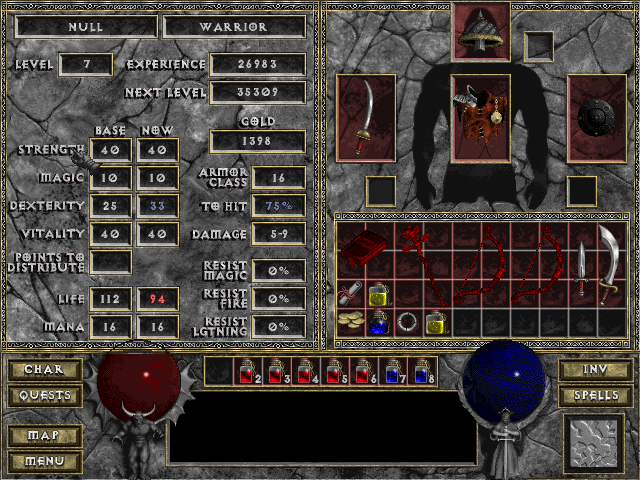 NULL WARRIOR
LEVEL 7 EXPERIENCE 26983
NEXT LEVEL 35309
GOLD
1398
BASE NOW
STRENGTH 40 40
MAGIC 10 10
DEXTERITY 25 33
VITALITY 40 40
POINTS TO
DISTRIBUTE
LIFE 112 94
MANA 16 16
ARMOR
CLASS 16
TO HIT 75%
DAMAGE 5-9
RESIST
MAGIC 0%
RESIST
FIRE 0%
RESIST
LGTNING 0%
CHAR
QUESTS
MAP
MENU
2 3 4 5 6 7 8
INV
SPELLS